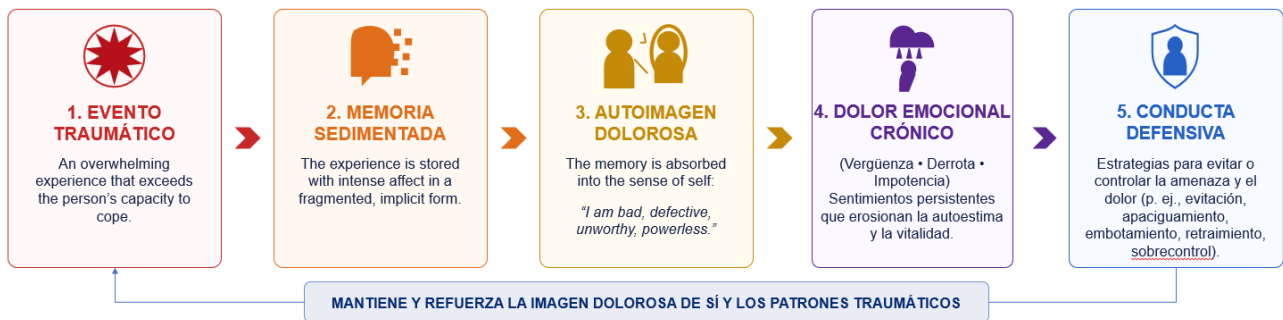 1. EVENTO
TRAUMÁTICO
An overwhelming
experience that exceeds
the person’s capacity to
cope.
2. MEMORIA
SEDIMENTADA
The experience is stored
with intense affect in a
fragmented, implicit form.
3. AUTOIMAGEN
DOLOROSA
The memory is absorbed
into the sense of self:
“I am bad, defective,
unworthy, powerless.”
4. DOLOR EMOCIONAL
CRÓNICO
(Vergüenza • Derrota •
Impotencia)
Sentimientos persistentes
que erosionan la autoestima
y la vitalidad.
5. CONDUCTA
DEFENSIVA
Estrategias para evitar o
controlar la amenaza y el
dolor (p. ej., evitación,
apaciguamiento,
embotamiento, retraimiento,
sobrecontrol).
MANTIENE Y REFUERZA LA IMAGEN DOLOROSA DE SÍ Y LOS PATRONES TRAUMÁTICOS